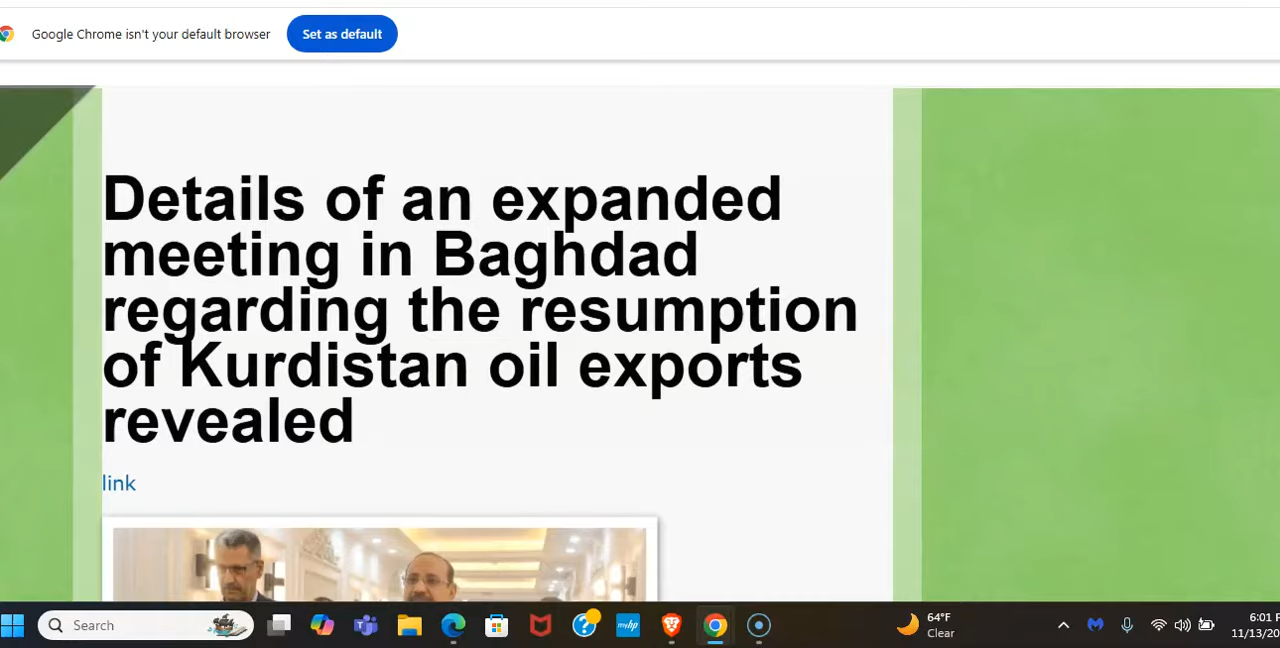 Google Chrome isn't your default browser
Set as default
Details of an expanded
meeting in Baghdad
regarding the resumption
of Kurdistan oil exports
revealed
link
Search
myhp
64°F
Clear
6:01
11/13/20